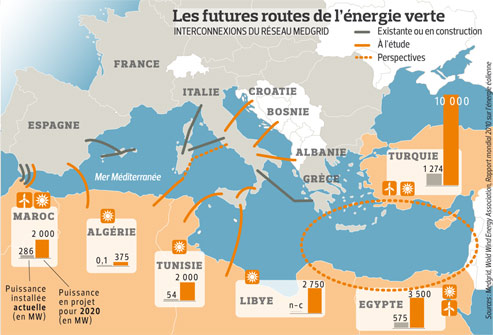 Les futures routes de l'énergie verte
INTERCONNEXIONS DU RÉSEAU MEDGRID
Existante ou en construction
À l'étude
Perspectives
FRANCE
ITALIE
CROATIE
BOSNIE
ESPAGNE
ALBANIE
GRÈCE
Mer Méditerranée
TURQUIE
1 274
10 000
MAROC
286
2 000
ALGÉRIE
0,1
375
TUNISIE
54
2 000
LIBYE
n-c
2 750
EGYPTE
575
3 500
Puissance
installée
actuelle
(en MW)
Puissance
en projet
pour 2020
(en MW)
Sources : Medgrid, Wold Wind Energy Association, Rapport mondial 2010 sur l'énergie éolienne